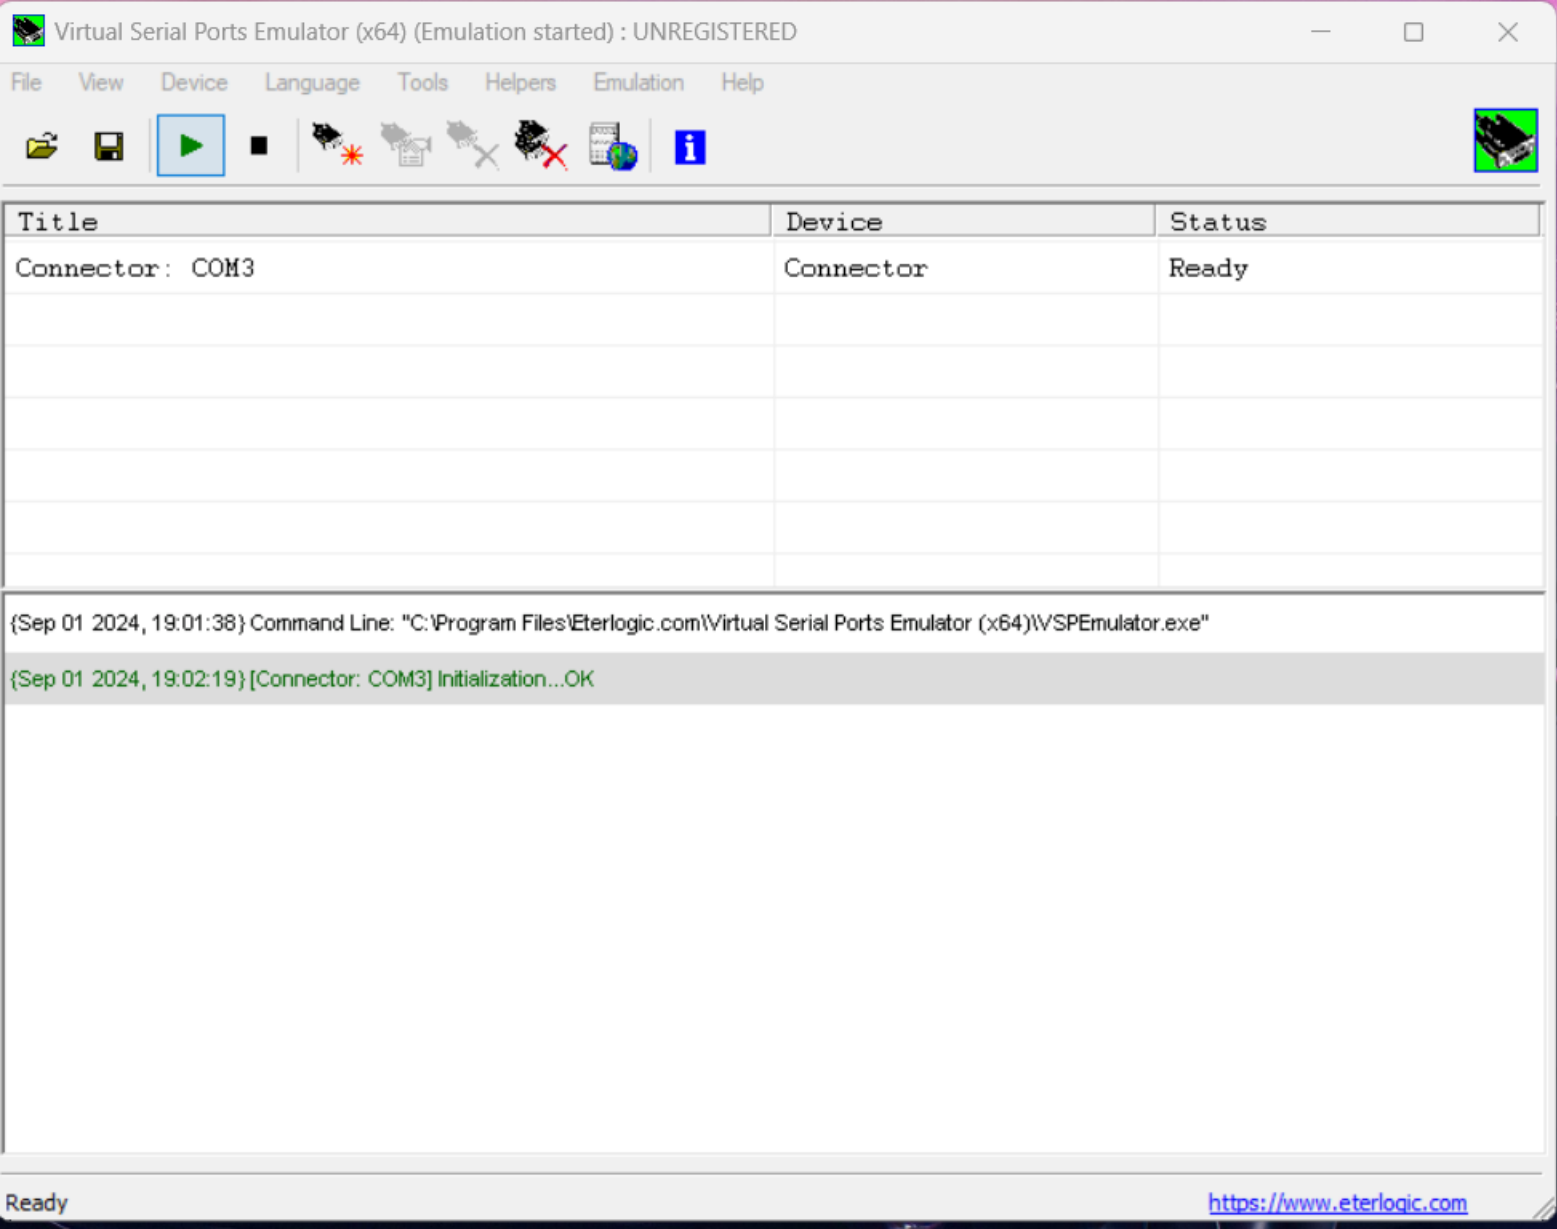 Virtual Serial Ports Emulator (x64) (Emulation started) : UNREGISTERED
File View Device Language Tools Helpers Emulation Help
Title Device Status
Connector: COM3 Connector Ready
{Sep 01 2024, 19:01:38} Command Line: "C:\Program Files\Eterlogic.com\Virtual Serial Ports Emulator (x64)\VSPEmulator.exe"
{Sep 01 2024, 19:02:19} [Connector: COM3] Initialization...OK
Ready https://www.eterlogic.com